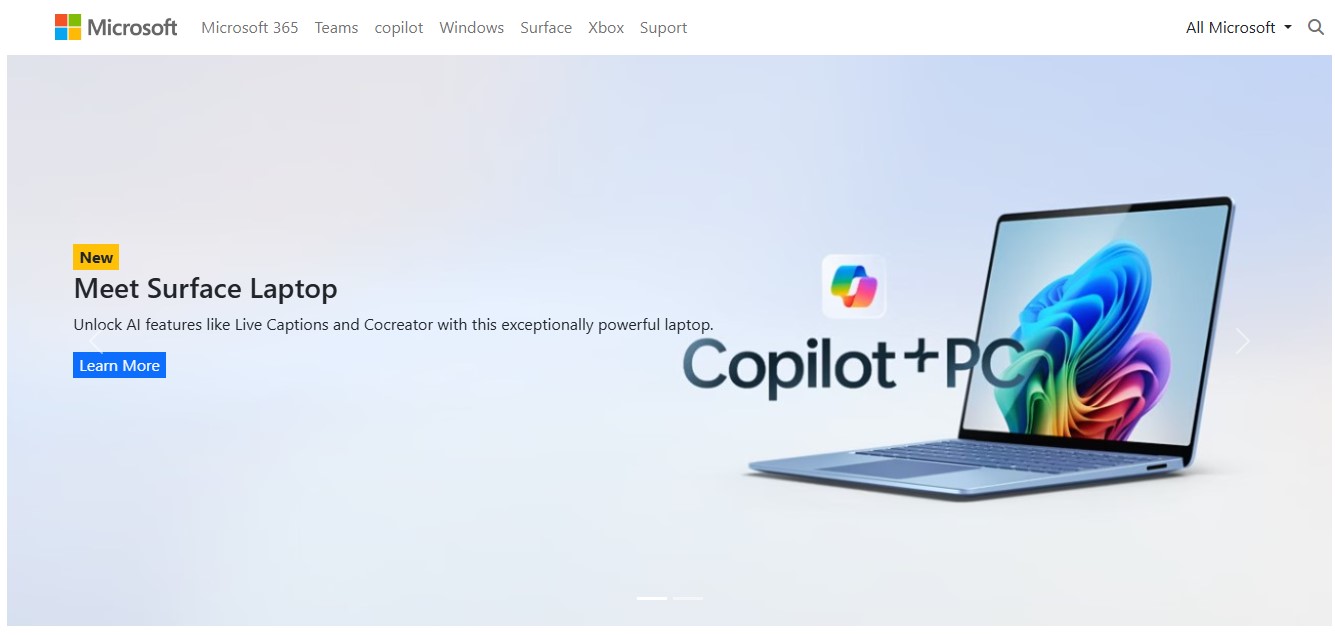 Microsoft Microsoft 365 Teams copilot Windows Surface Xbox Suport All Microsoft
New
Meet Surface Laptop
Unlock AI features like Live Captions and Cocreator with this exceptionally powerful laptop.
Learn More
Copilot+PC